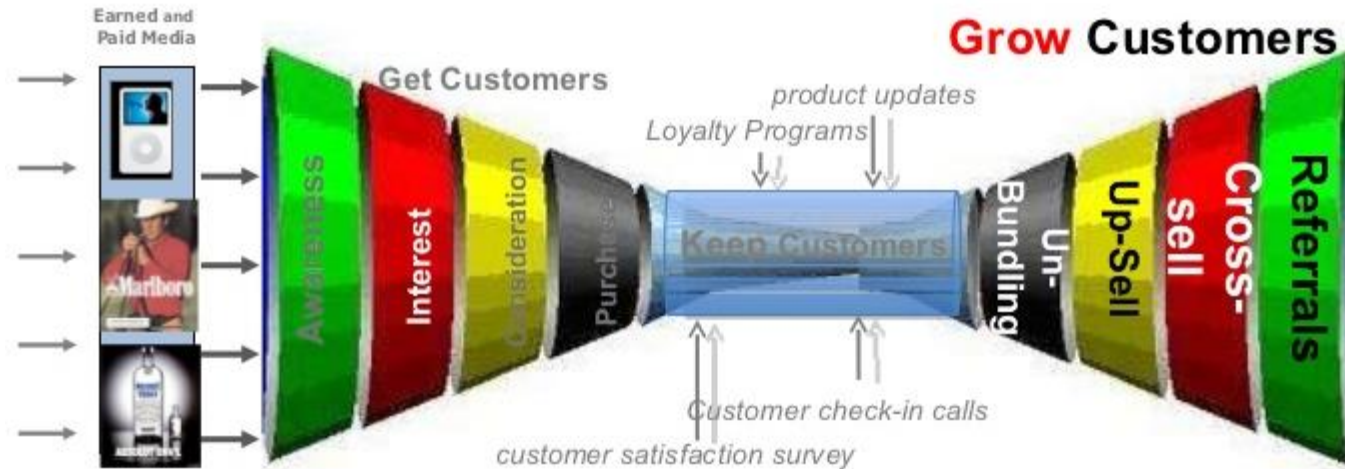 Earned and
Paid Media
Grow Customers
Get Customers
product updates
Loyalty Programs
Awareness
Interest
Consideration
Purchase
Keep Customers
Un-
Bundling
Up-Sell
Cross-
sell
Referrals
Marlboro
Customer check-in calls
customer satisfaction survey